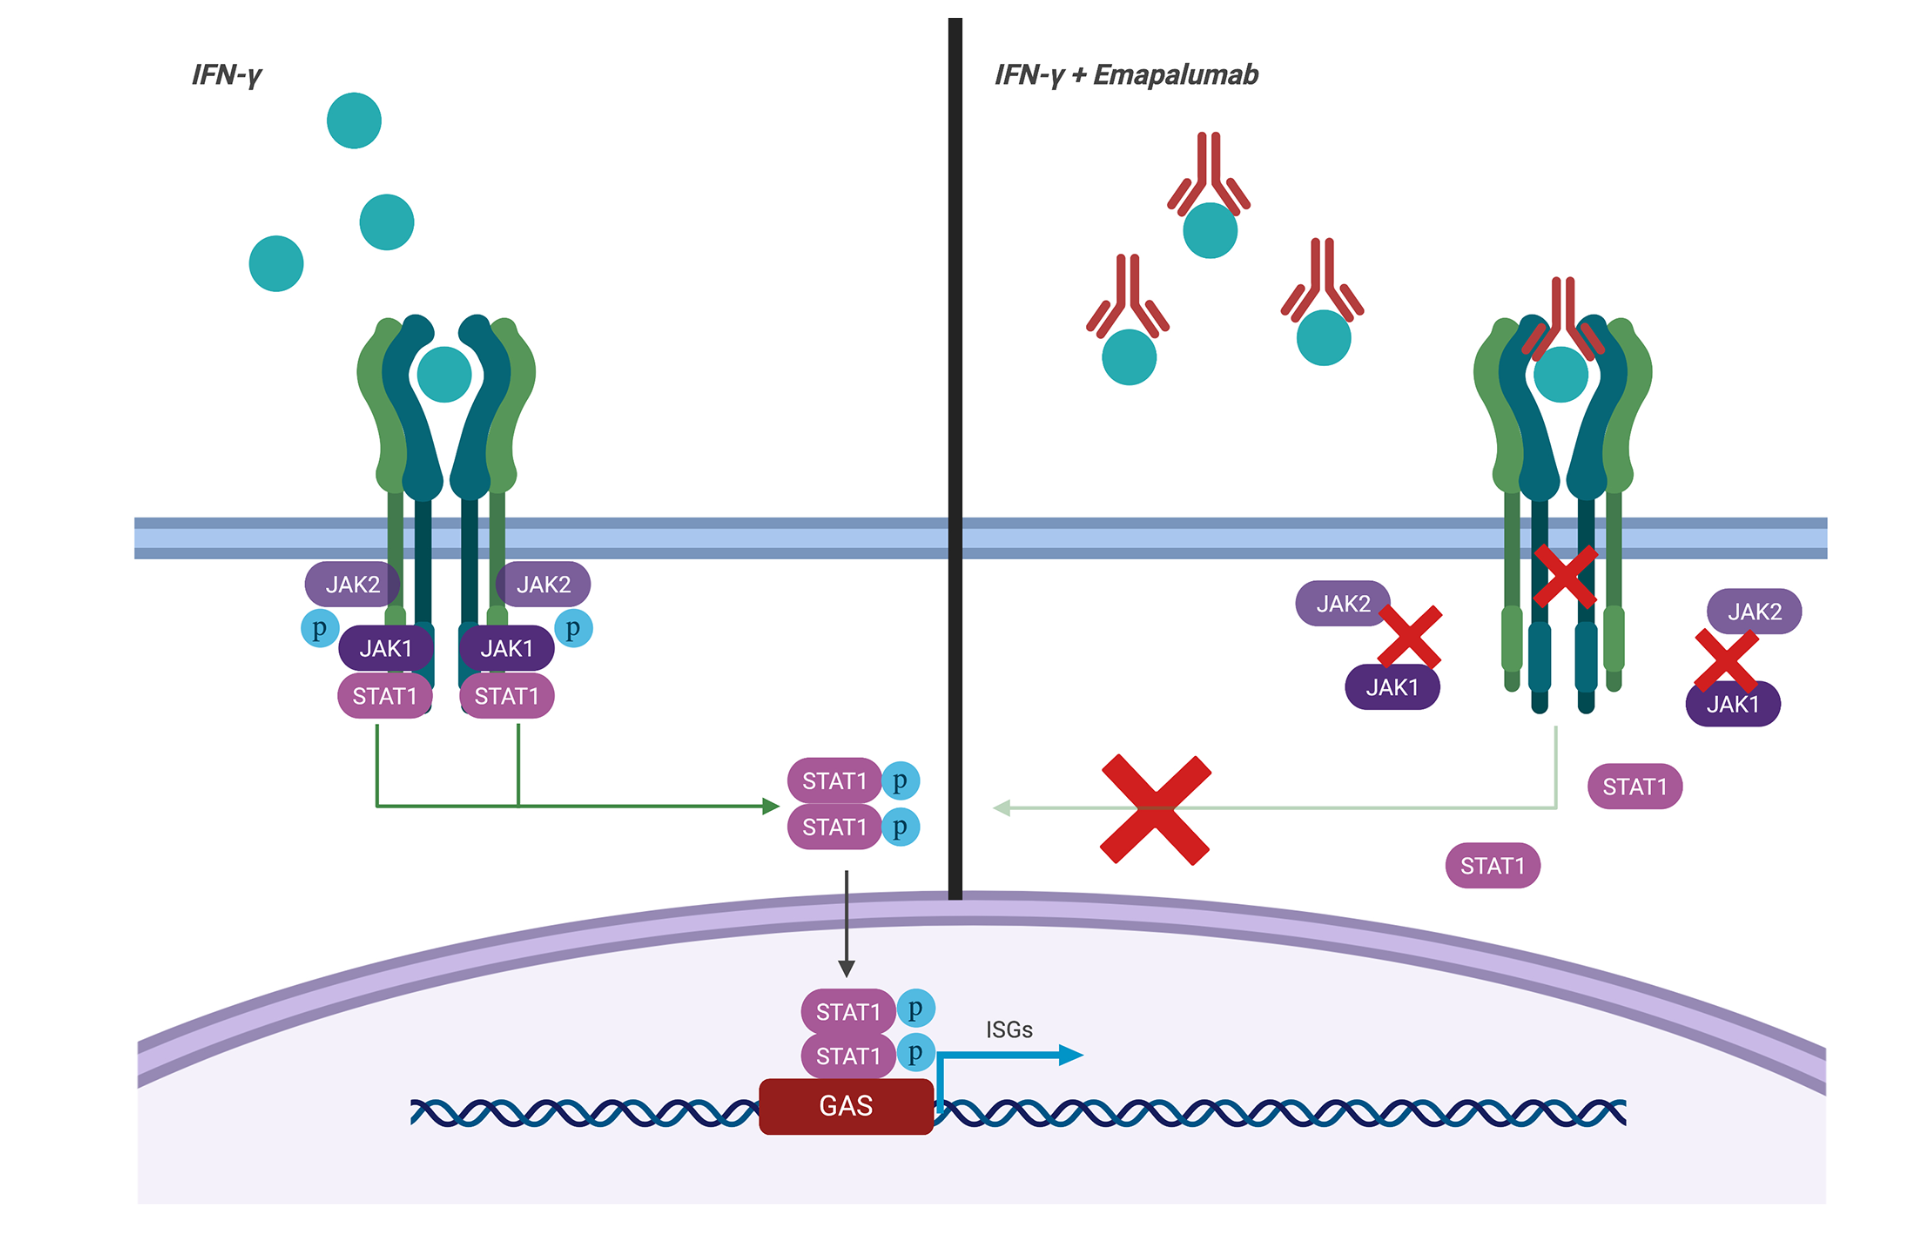 IFN-γ
JAK2
JAK2
p
p
JAK1
JAK1
STAT1
STAT1
STAT1 p
STAT1 p
IFN-γ + Emapalumab
JAK2
JAK1
JAK2
JAK1
STAT1
STAT1
STAT1 p
STAT1 p
ISGs
GAS